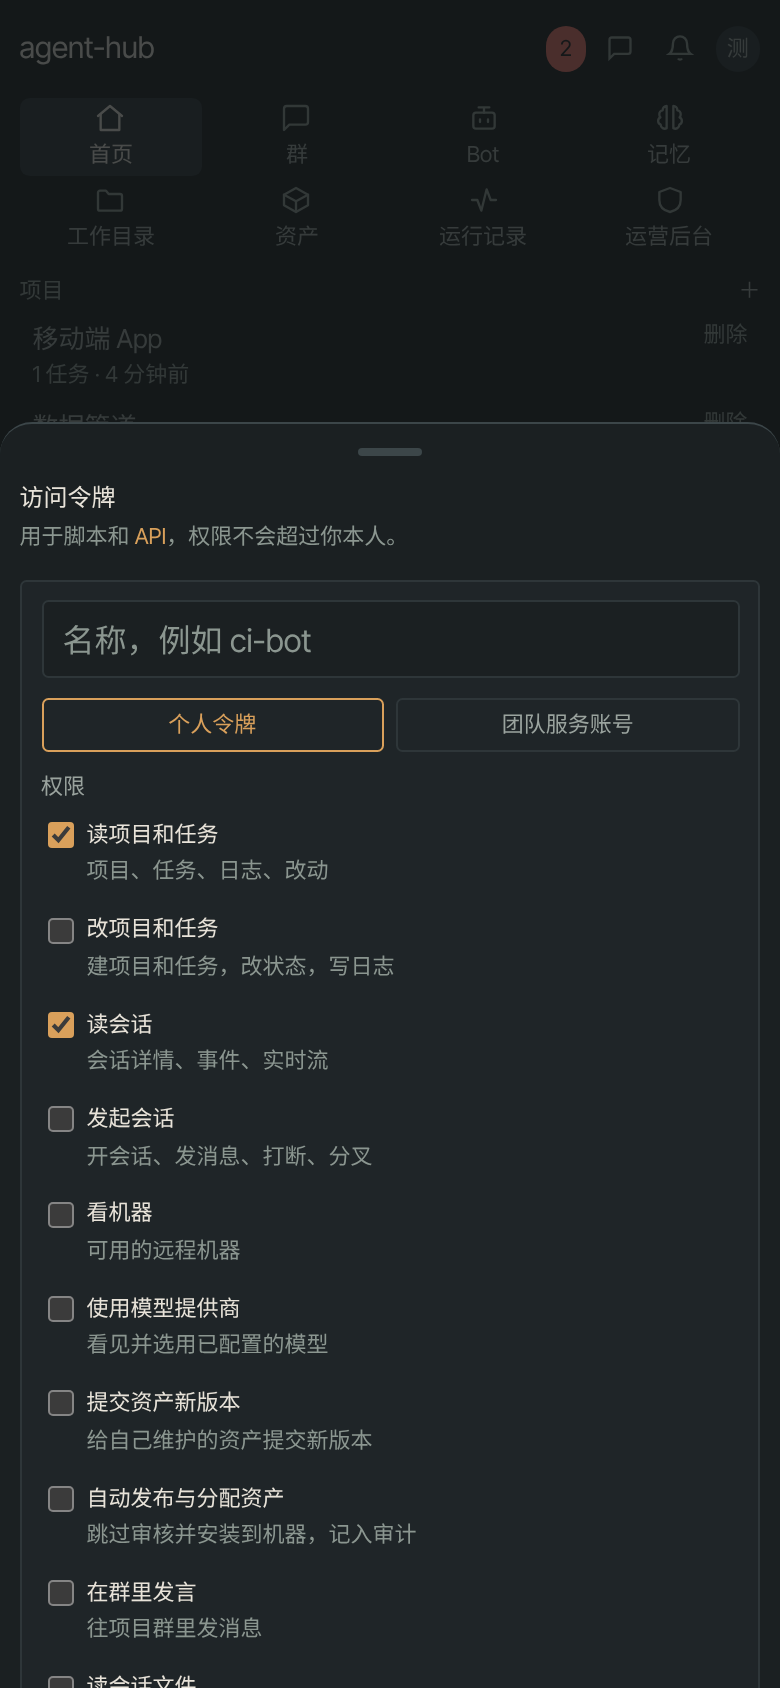 agent-hub
2
测
首页
群
Bot
记忆
工作目录
资产
运行记录
运营后台
项目
移动端 App
删除
1 任务 · 4 分钟前
数据管道
删除
访问令牌
用于脚本和 API，权限不会超过你本人。
名称，例如 ci-bot
个人令牌
团队服务账号
权限
读项目和任务
项目、任务、日志、改动
改项目和任务
建项目和任务，改状态，写日志
读会话
会话详情、事件、实时流
发起会话
开会话、发消息、打断、分叉
看机器
可用的远程机器
使用模型提供商
看见并选用已配置的模型
提交资产新版本
给自己维护的资产提交新版本
自动发布与分配资产
跳过审核并安装到机器，记入审计
在群里发言
往项目群里发消息
读会话文件